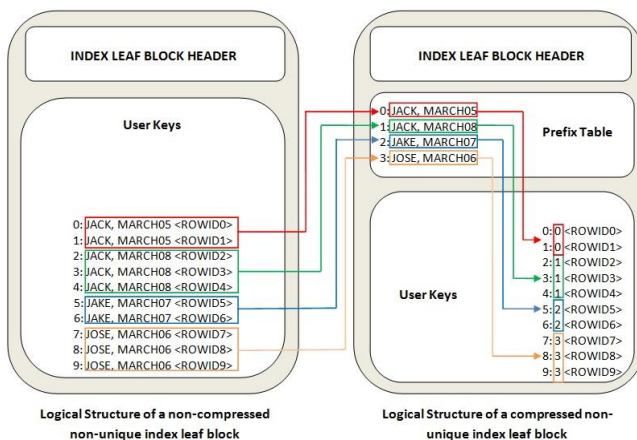 INDEX LEAF BLOCK HEADER
User Keys
0: JACK, MARCH05 <ROWID0>
1: JACK, MARCH05 <ROWID1>
2: JACK, MARCH08 <ROWID2>
3: JACK, MARCH08 <ROWID3>
4: JACK, MARCH08 <ROWID4>
5: JAKE, MARCH07 <ROWID5>
6: JAKE, MARCH07 <ROWID6>
7: JOSE, MARCH06 <ROWID7>
8: JOSE, MARCH06 <ROWID8>
9: JOSE, MARCH06 <ROWID9>
Logical Structure of a non-compressed
non-unique index leaf block
INDEX LEAF BLOCK HEADER
0: JACK, MARCH05
1: JACK, MARCH08
2: JAKE, MARCH07
3: JOSE, MARCH06
Prefix Table
User Keys
0: 0 <ROWID0>
1: 0 <ROWID1>
2: 1 <ROWID2>
3: 1 <ROWID3>
4: 1 <ROWID4>
5: 2 <ROWID5>
6: 2 <ROWID6>
7: 3 <ROWID7>
8: 3 <ROWID8>
9: 3 <ROWID9>
Logical Structure of a compressed non-
unique index leaf block